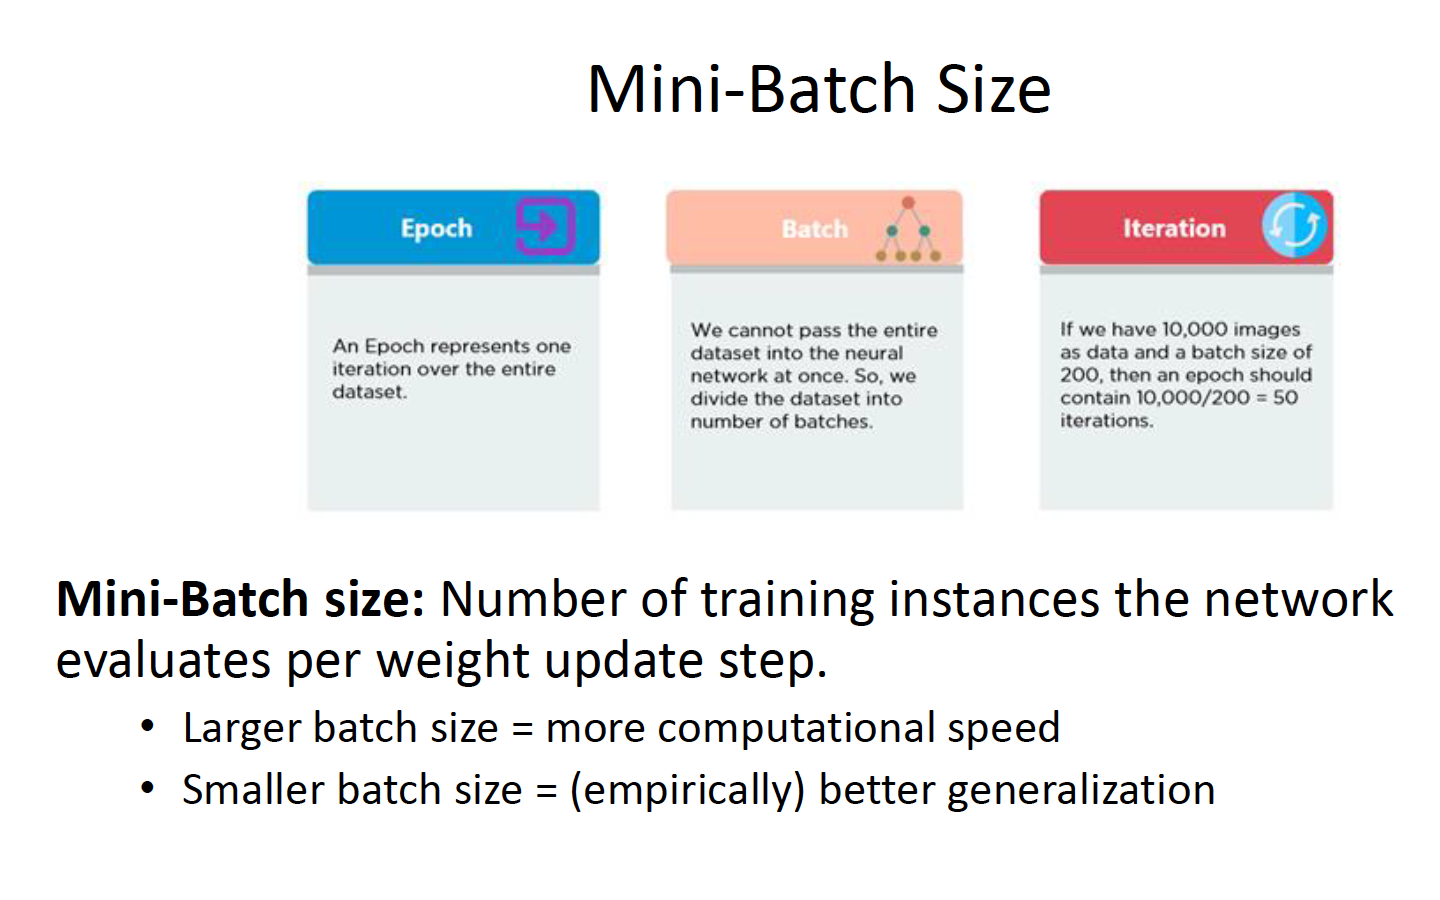 Mini-Batch Size
Epoch
An Epoch represents one
iteration over the entire
dataset.
Batch
We cannot pass the entire
dataset into the neural
network at once. So, we
divide the dataset into
number of batches.
Iteration
If we have 10,000 images
as data and a batch size of
200, then an epoch should
contain 10,000/200 = 50
iterations.
Mini-Batch size: Number of training instances the network
evaluates per weight update step.
• Larger batch size = more computational speed
• Smaller batch size = (empirically) better generalization